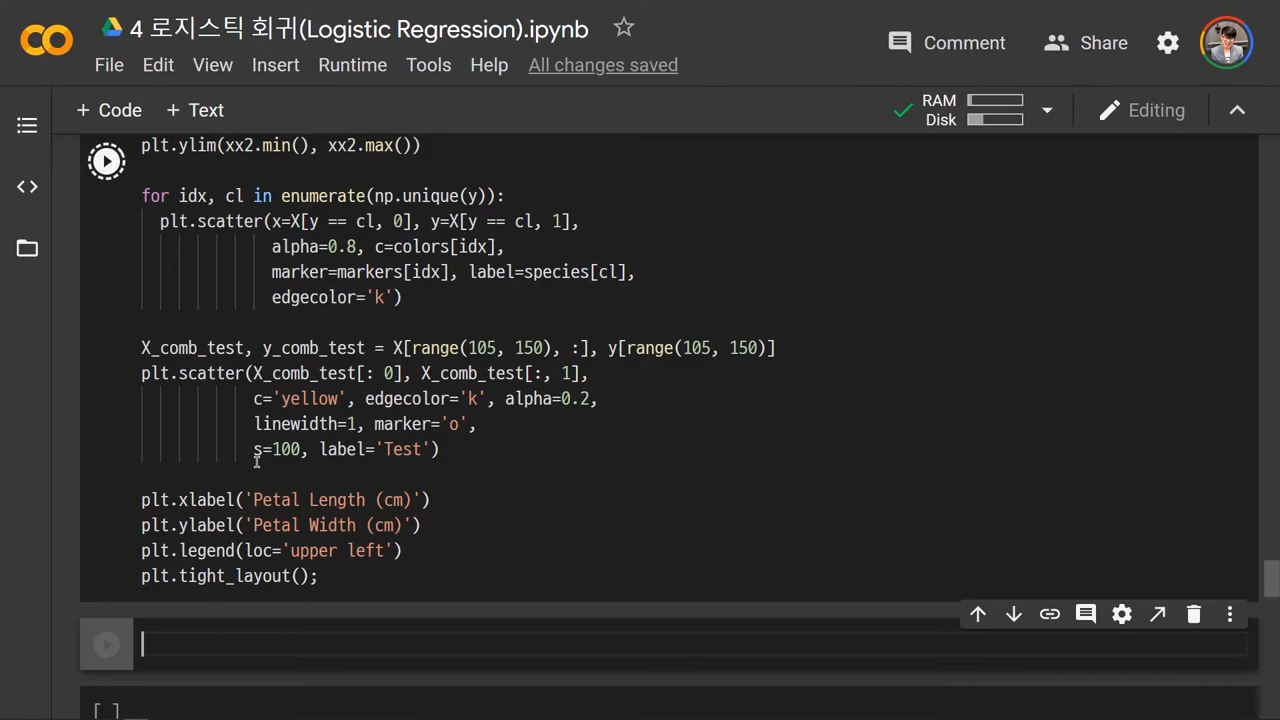 4 로지스틱 회귀(Logistic Regression).ipynb
Comment Share
File Edit View Insert Runtime Tools Help All changes saved
+ Code + Text
RAM
Disk
Editing
plt.ylim(xx2.min(), xx2.max())
for idx, cl in enumerate(np.unique(y)):
plt.scatter(x=X[y == cl, 0], y=X[y == cl, 1],
alpha=0.8, c=colors[idx],
marker=markers[idx], label=species[cl],
edgecolor='k')
X_comb_test, y_comb_test = X[range(105, 150), :], y[range(105, 150)]
plt.scatter(X_comb_test[: 0], X_comb_test[:, 1],
c='yellow', edgecolor='k', alpha=0.2,
linewidth=1, marker='o',
s=100, label='Test')
plt.xlabel('Petal Length (cm)')
plt.ylabel('Petal Width (cm)')
plt.legend(loc='upper left')
plt.tight_layout();
[ ]